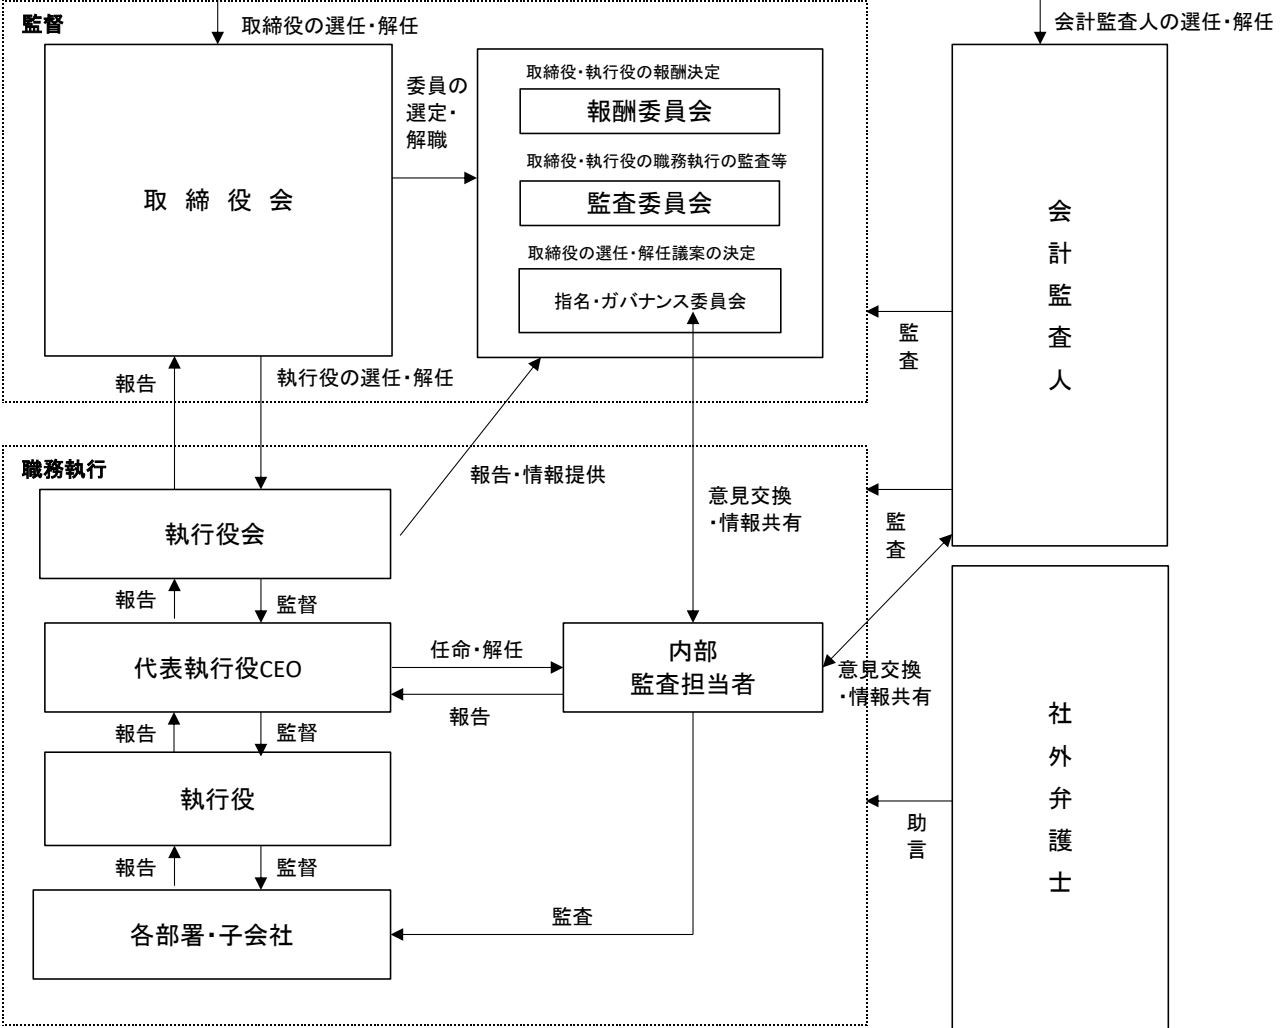 監督
取締役の選任・解任
会計監査人の選任・解任
取締役会
委員の
選定・
解職
取締役・執行役の報酬決定
報酬委員会
取締役・執行役の職務執行の監査等
監査委員会
取締役の選任・解任議案の決定
指名・ガバナンス委員会
会計監査人
監査
報告
執行役の選任・解任
職務執行
報告・情報提供
意見交換
・情報共有
監査
執行役会
報告
監督
代表執行役CEO
任命・解任
報告
内部
監査担当者
意見交換
・情報共有
社外弁護士
報告
監督
執行役
助言
報告
監督
各部署・子会社
監査